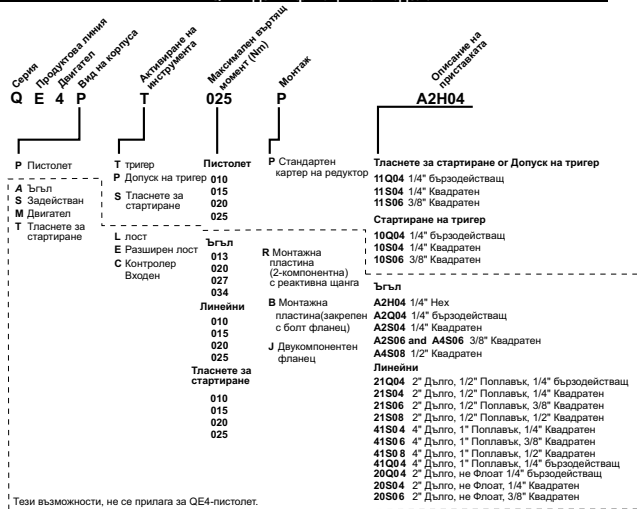 Серия
Продуктова линия
Двигател
Вид на корпуса
Активиране на
инструмента
Максимален въртящ
момент (Nm)
Монтаж
Описание на
приставката
Q E 4 P T 025 P A2H04
P Пистолет
A Ъгъл
S Задействан
M Двигател
T Тласнете за
стартиране
T тригер
P Допуск на тригер
S Тласнете за
стартиране
L лост
E Разширен лост
C Контролер
Входен
Пистолет
010
015
020
025
Ъгъл
013
020
027
034
Линейни
010
015
020
025
Тласнете за
стартиране
010
015
020
025
P Стандартен
картер на редуктор
R Монтажна
пластина
(2-компонентна)
с реактивна щанга
B Монтажна
пластина(закрепен
с болт фланец)
J Двукомпонентен
фланец
Тласнете за стартиране or Допуск на тригер
11Q04 1/4" бързодействащ
11S04 1/4" Квадратен
11S06 3/8" Квадратен
Стартиране на тригер
10Q04 1/4" бързодействащ
10S04 1/4" Квадратен
10S06 3/8" Квадратен
Ъгъл
A2H04 1/4" Hex
A2Q04 1/4" бързодействащ
A2S04 1/4" Квадратен
A2S06 and A4S06 3/8" Квадратен
A4S08 1/2" Квадратен
Линейни
21Q04 2" Дълго, 1/2" Поплавък, 1/4" бързодействащ
21S04 2" Дълго, 1/2" Поплавък, 1/4" Квадратен
21S06 2" Дълго, 1/2" Поплавък, 3/8" Квадратен
21S08 2" Дълго, 1/2" Поплавък, 1/2" Квадратен
41S04 4" Дълго, 1" Поплавък, 1/4" Квадратен
41S06 4" Дълго, 1" Поплавък, 3/8" Квадратен
41S08 4" Дълго, 1" Поплавък, 1/2" Квадратен
41Q04 4" Дълго, 1" Поплавък, 1/4" бързодействащ
20Q04 2" Дълго, не Флоат 1/4" бързодействащ
20S04 2" Дълго, не Флоат, 1/4" Квадратен
20S06 2" Дълго, не Флоат, 3/8" Квадратен
Тези възможности, не се прилага за QE4-пистолет.